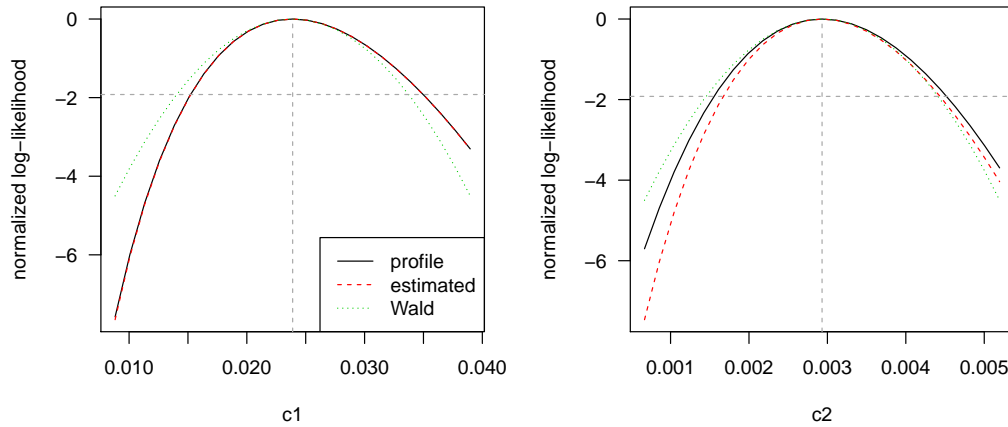 normalized log−likelihood
0
−2
−4
−6
0.010
0.020
0.030
0.040
c1
profile
estimated
Wald
normalized log−likelihood
0
−2
−4
−6
0.001
0.002
0.003
0.004
0.005
c2